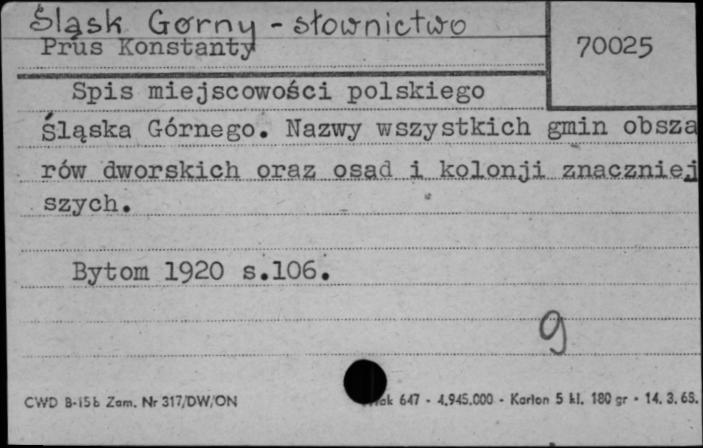 Śląsk Gorny - słownictwo
Prus Konstanty
70025
Spis miejscowości polskiego
Śląska Górnego. Nazwy wszystkich gmin obsza
rów dworskich oraz osad i kolonji znaczniej
szych.
Bytom 1920 s.106.
9
CWD B-15b Zam. Nr 317/DW/ON
647 - 4.945.000 - Karton 5 kl. 180 gr - 14. 3. 68.